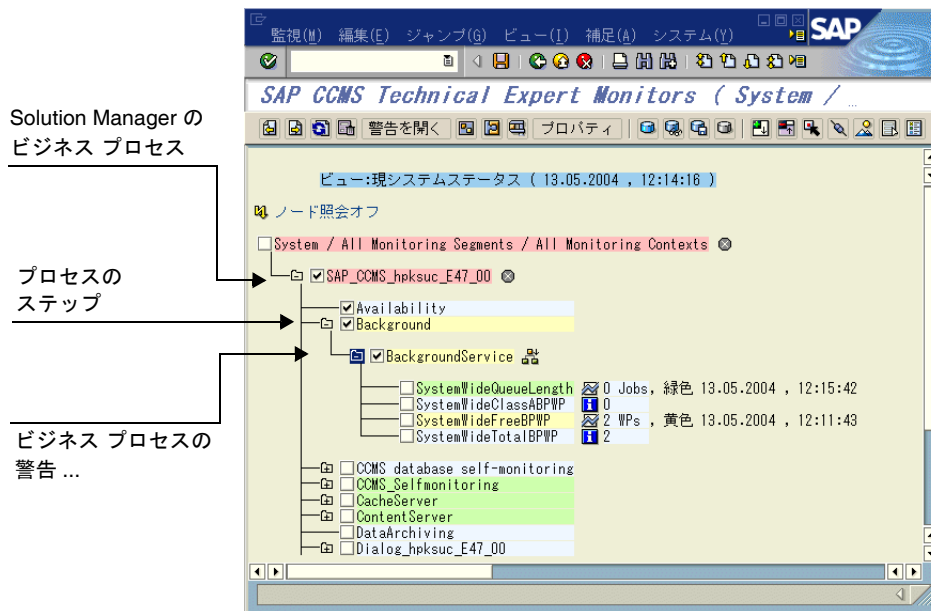 監視(M) 編集(E) ジャンプ(G) ビュー(I) 補足(A) システム(Y)
SAP
SAP CCMS Technical Expert Monitors ( System / …
警告を開く プロパティ
Solution Manager の
ビジネス プロセス
ビュー:現システムステータス ( 13.05.2004 , 12:14:16 )
ノード照会オフ
System / All Monitoring Segments / All Monitoring Contexts
プロセスの
ステップ
SAP_CCMS_hpksuc_E47_00
Availability
Background
BackgroundService
SystemWideQueueLength 0 Jobs, 緑色 13.05.2004 , 12:15:42
SystemWideClassABPWP 0
SystemWideFreeBPWP 2 WPs , 黄色 13.05.2004 , 12:11:43
SystemWideTotalBPWP 2
ビジネス プロセスの
警告 ...
CCMS database self-monitoring
CCMS_Selfmonitoring
CacheServer
ContentServer
DataArchiving
Dialog_hpksuc_E47_00